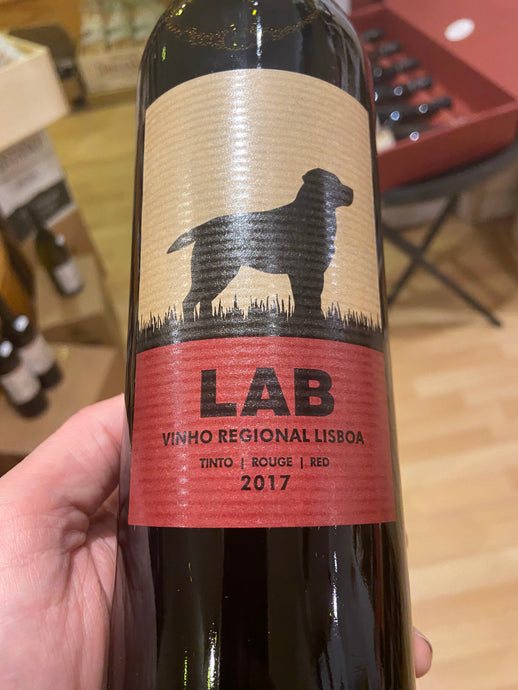 LAB
VINHO REGIONAL LISBOA
TINTO | ROUGE | RED
2017